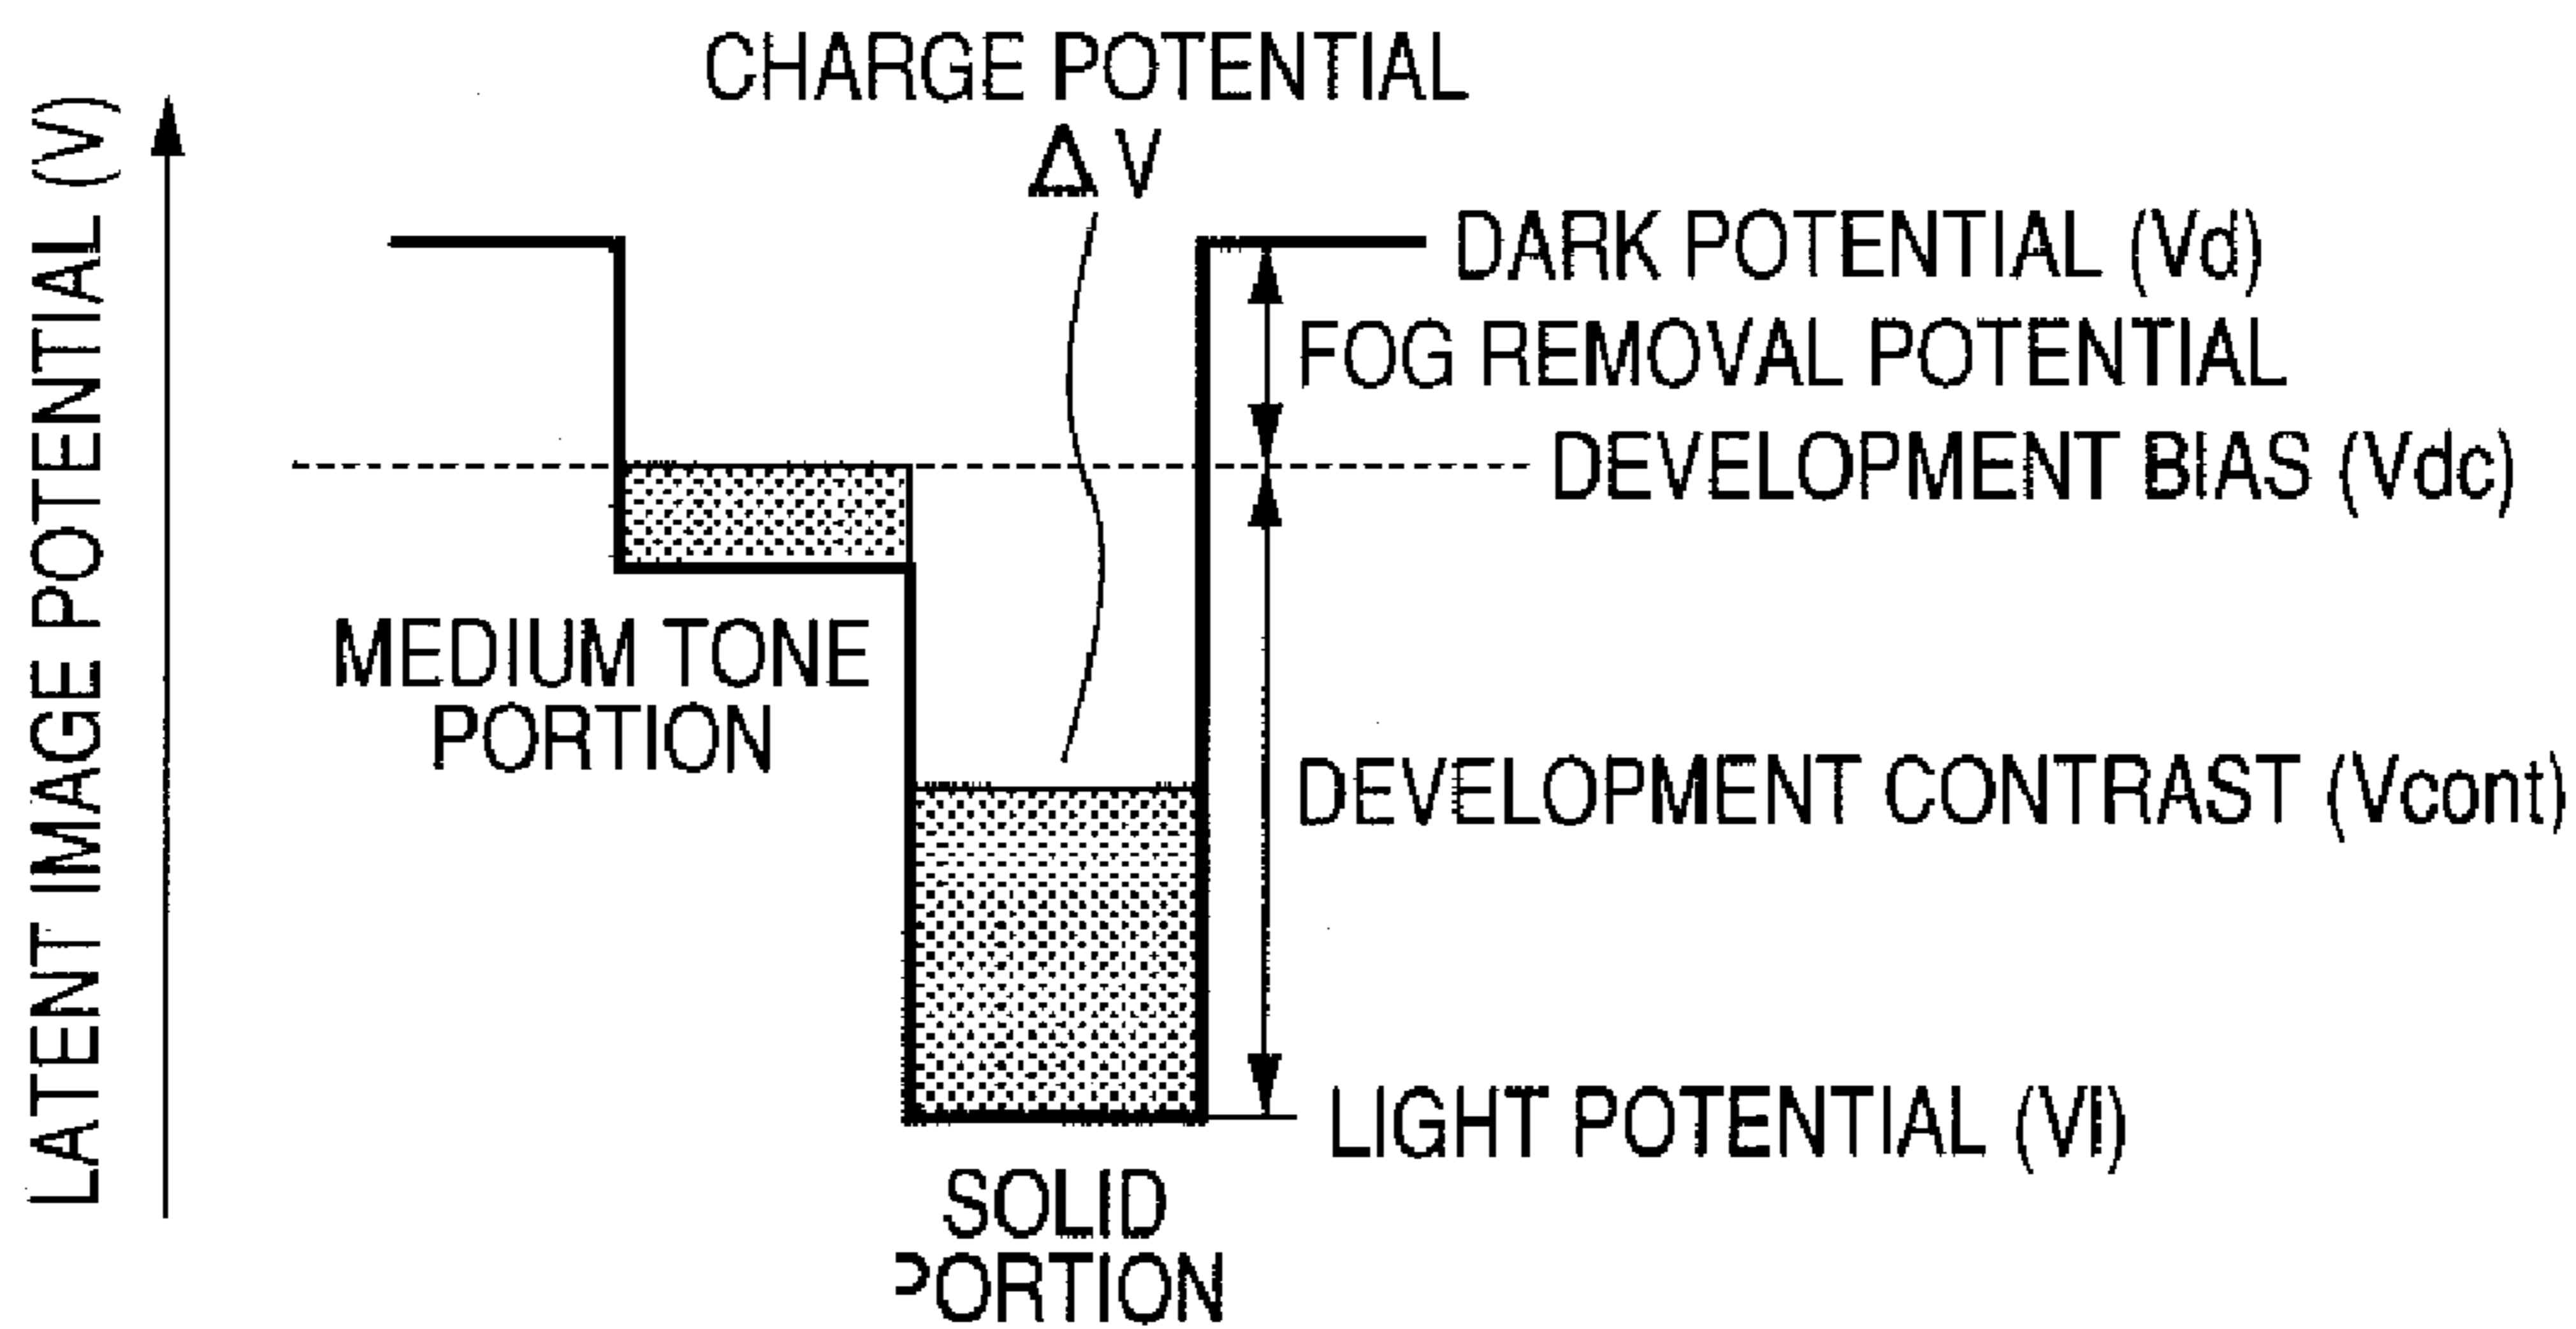 CHARGE POTENTIAL
Δ V
LATENT IMAGE POTENTIAL (V)
DARK POTENTIAL (Vd)
FOG REMOVAL POTENTIAL
DEVELOPMENT BIAS (Vdc)
MEDIUM TONE
PORTION
DEVELOPMENT CONTRAST (Vcont)
LIGHT POTENTIAL (Vl)
SOLID
PORTION